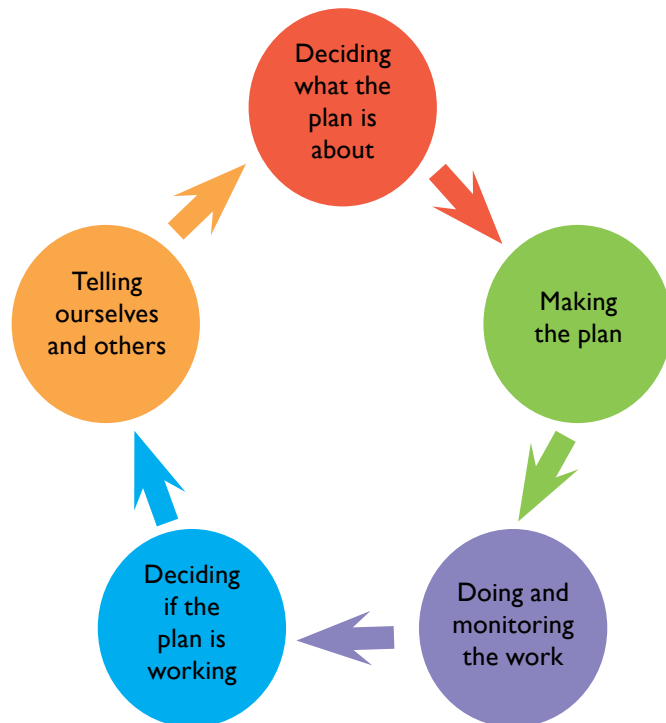 Deciding
what the
plan is
about
Making
the plan
Doing and
monitoring
the work
Deciding
if the
plan is
working
Telling
ourselves
and others